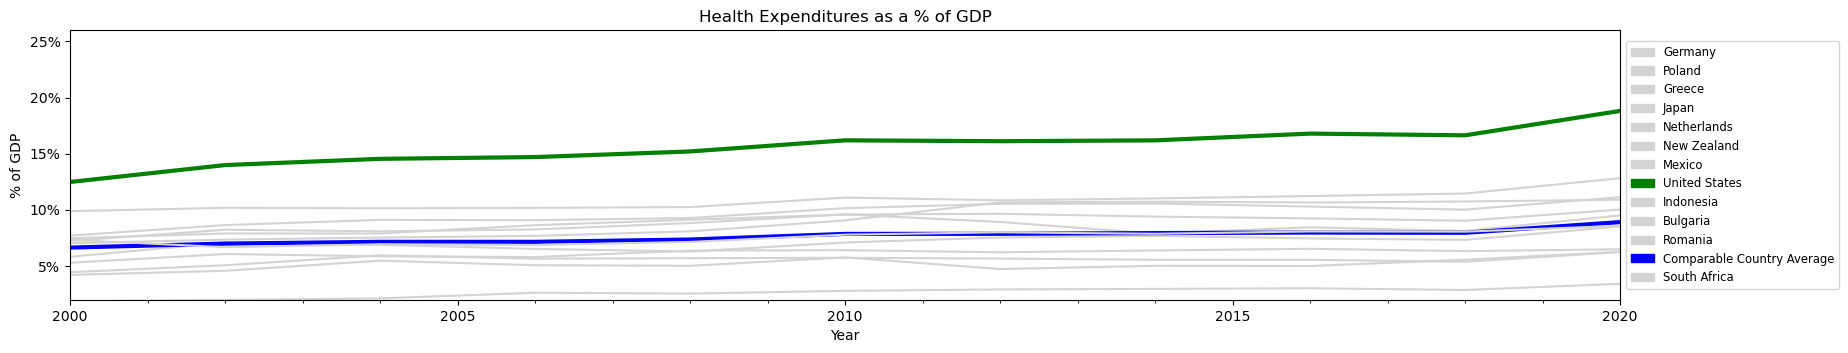 Health Expenditures as a % of GDP
% of GDP
25%
20%
15%
10%
5%
2000
2005
2010
2015
2020
Year
Germany
Poland
Greece
Japan
Netherlands
New Zealand
Mexico
United States
Indonesia
Bulgaria
Romania
Comparable Country Average
South Africa